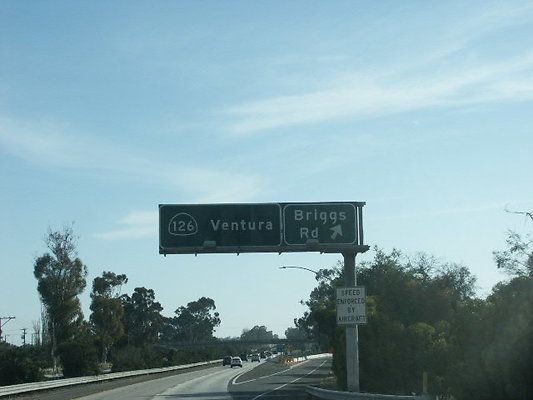 126 Ventura
Briggs
Rd
SPEED
ENFORCED
BY
AIRCRAFT